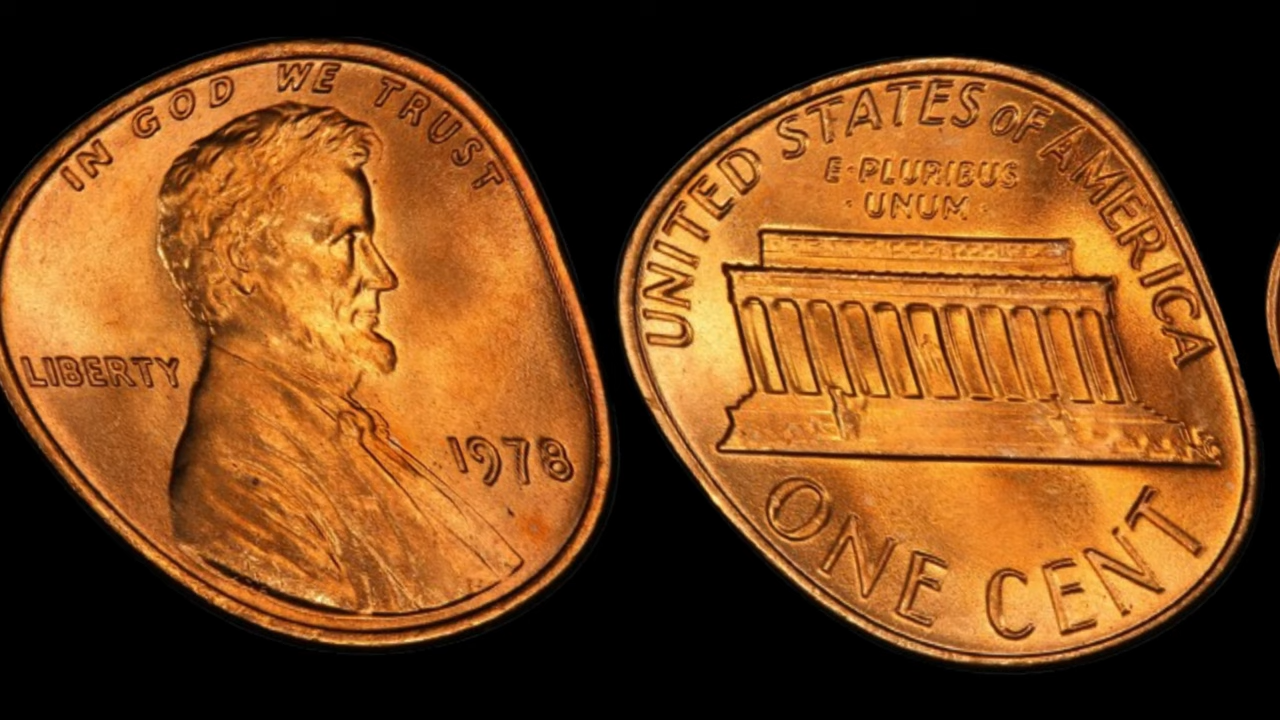 IN GOD WE TRUST
LIBERTY
1978
UNITED STATES OF AMERICA
E·PLURIBUS
·UNUM·
ONE CENT